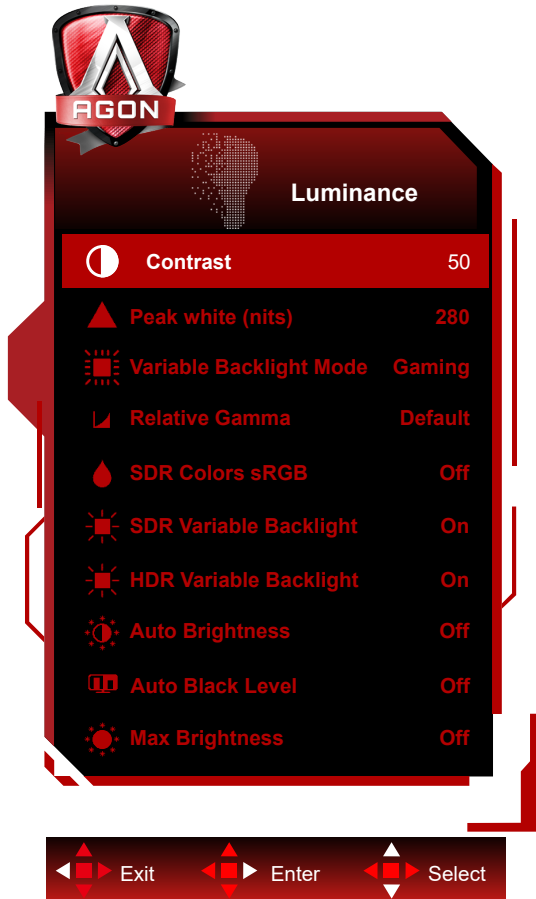 AGON
Luminance
Contrast 50
Peak white (nits) 280
Variable Backlight Mode Gaming
Relative Gamma Default
SDR Colors sRGB Off
SDR Variable Backlight On
HDR Variable Backlight On
Auto Brightness Off
Auto Black Level Off
Max Brightness Off
Exit Enter Select